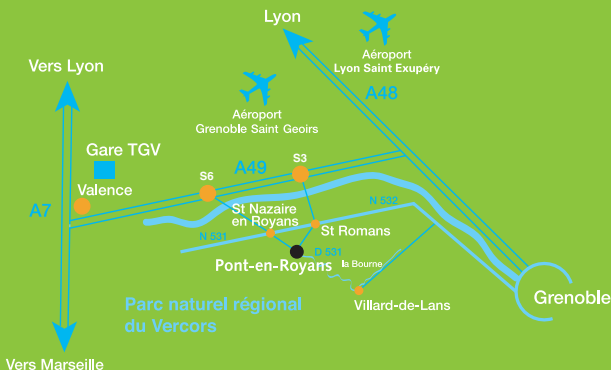 Lyon
Aéroport
Lyon Saint Exupéry
Vers Lyon
A48
Aéroport
Grenoble Saint Geoirs
Gare TGV
S3
A49
S6
Valence
A7
N 532
St Nazaire
en Royans
St Romans
N 531
D 531
la Bourne
Pont-en-Royans
Grenoble
Parc naturel régional
du Vercors
Villard-de-Lans
Vers Marseille